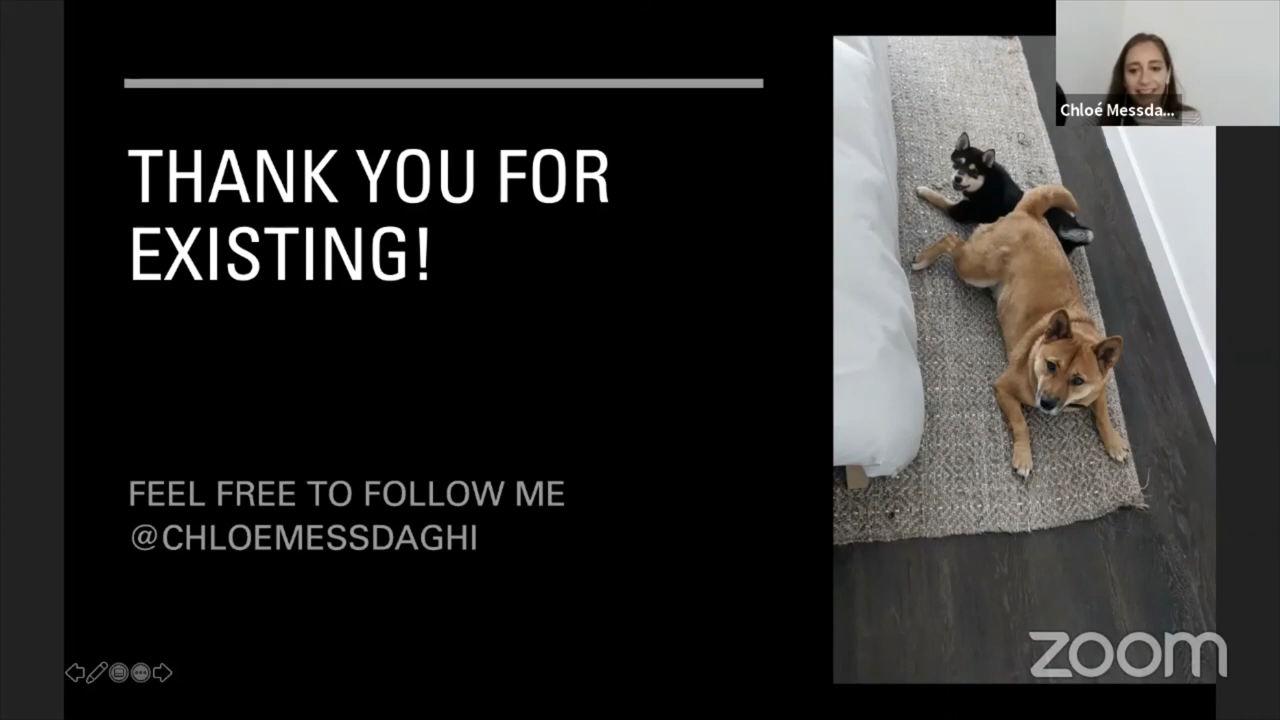 Chloé Messda...
THANK YOU FOR
EXISTING!
FEEL FREE TO FOLLOW ME
@CHLOEMESSDAGHI
zoom